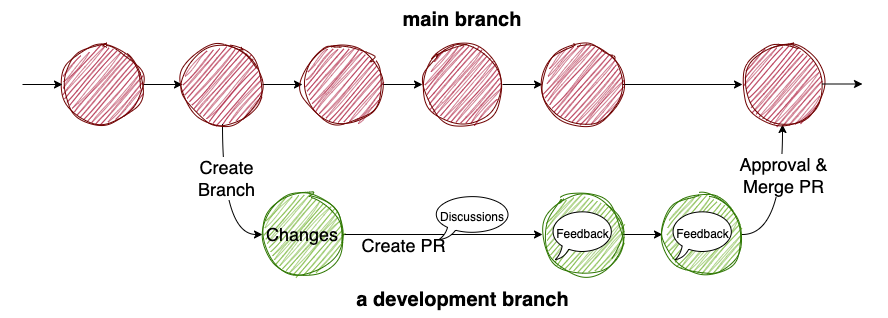 main branch
Create
Branch
Approval &
Merge PR
Changes
Discussions
Create PR
Feedback
Feedback
a development branch